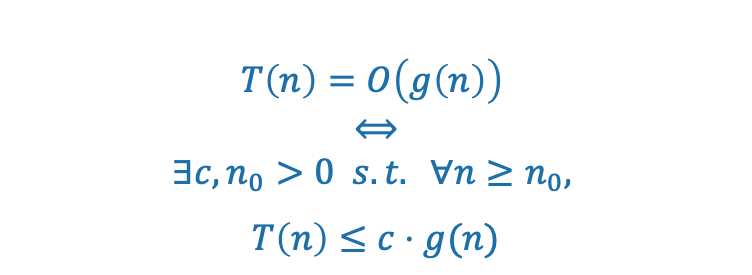 T(n) = O(g(n))
⇔
∃c, n₀ > 0 s.t. ∀n ≥ n₀,
T(n) ≤ c · g(n)